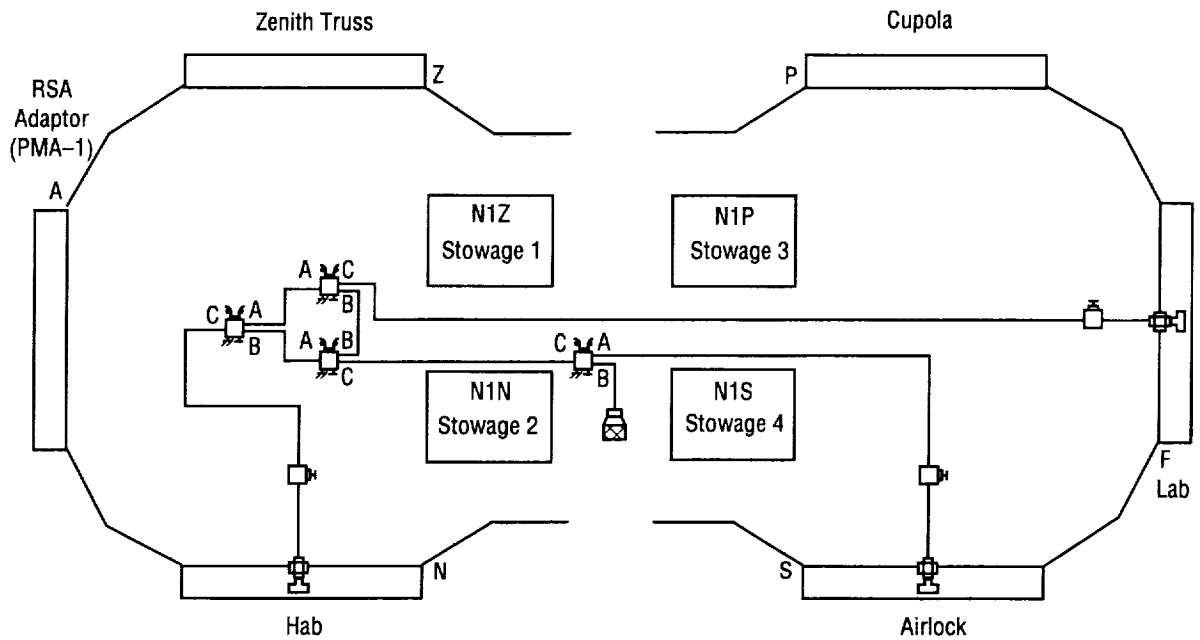 Zenith Truss
Cupola
Z
P
RSA
Adaptor
(PMA–1)
A
N1Z
Stowage 1
N1P
Stowage 3
A C
B
C A
B
A B
C
C A
B
N1N
Stowage 2
N1S
Stowage 4
F
Lab
N
S
Hab
Airlock